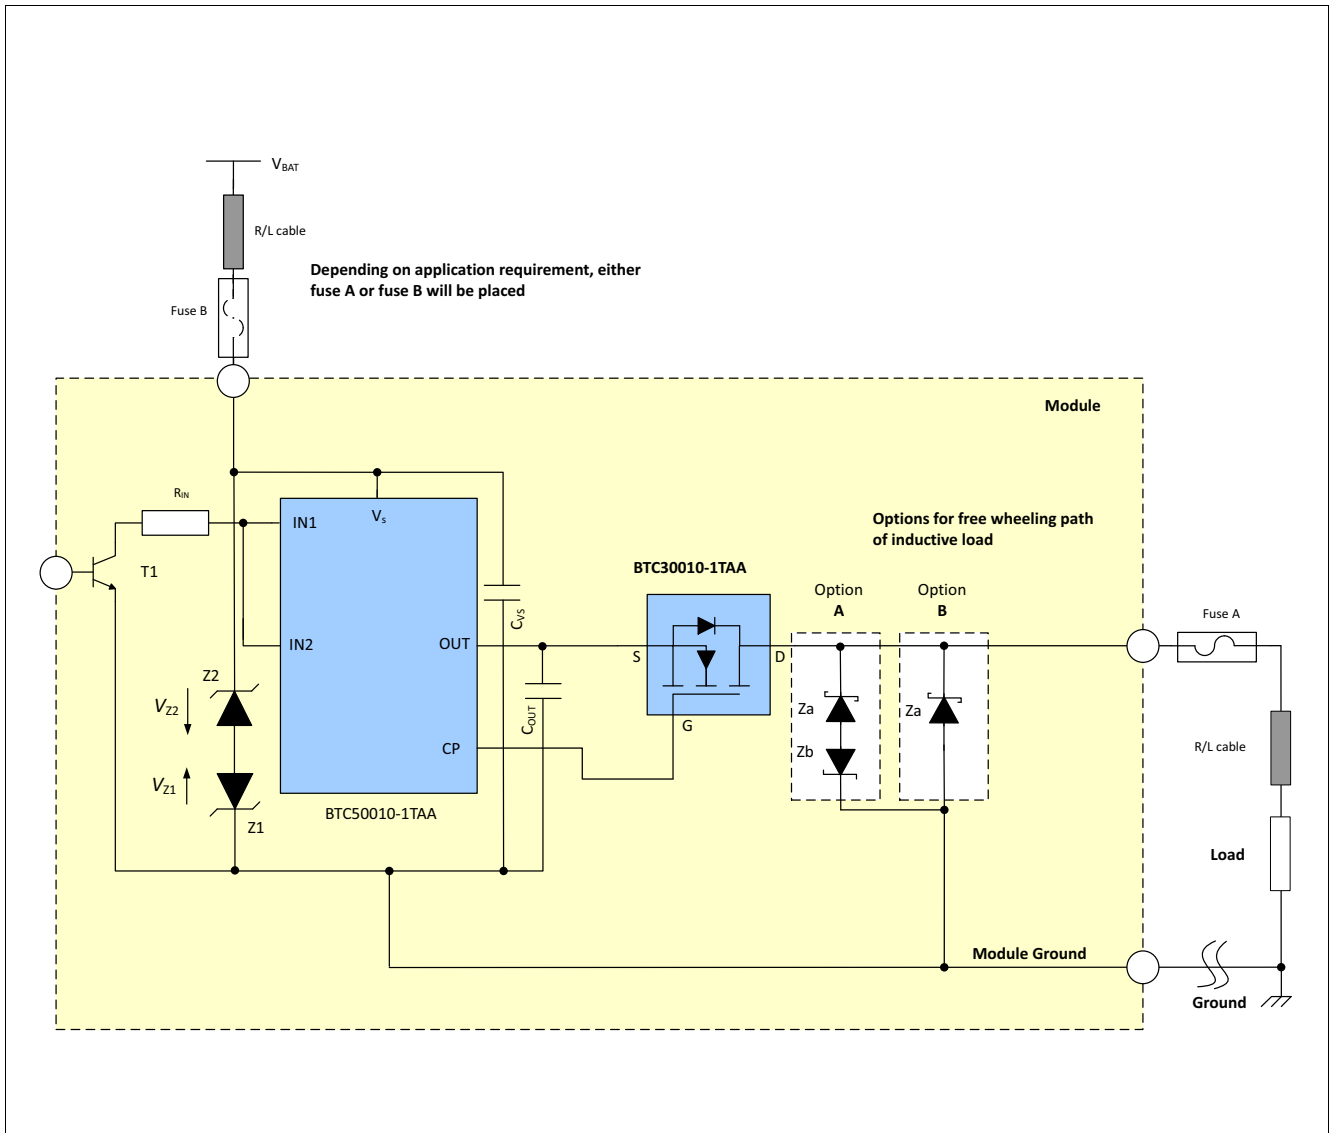 VBAT
R/L cable
Depending on application requirement, either
fuse A or fuse B will be placed
Fuse B
Module
RIN
IN1
Vs
Options for free wheeling path
of inductive load
T1
BTC30010-1TAA
Option
A
Option
B
CVS
Fuse A
IN2
OUT
S
D
Z2
VZ2
Za
Za
COUT
G
CP
Zb
R/L cable
VZ1
BTC50010-1TAA
Z1
Load
Module Ground
Ground